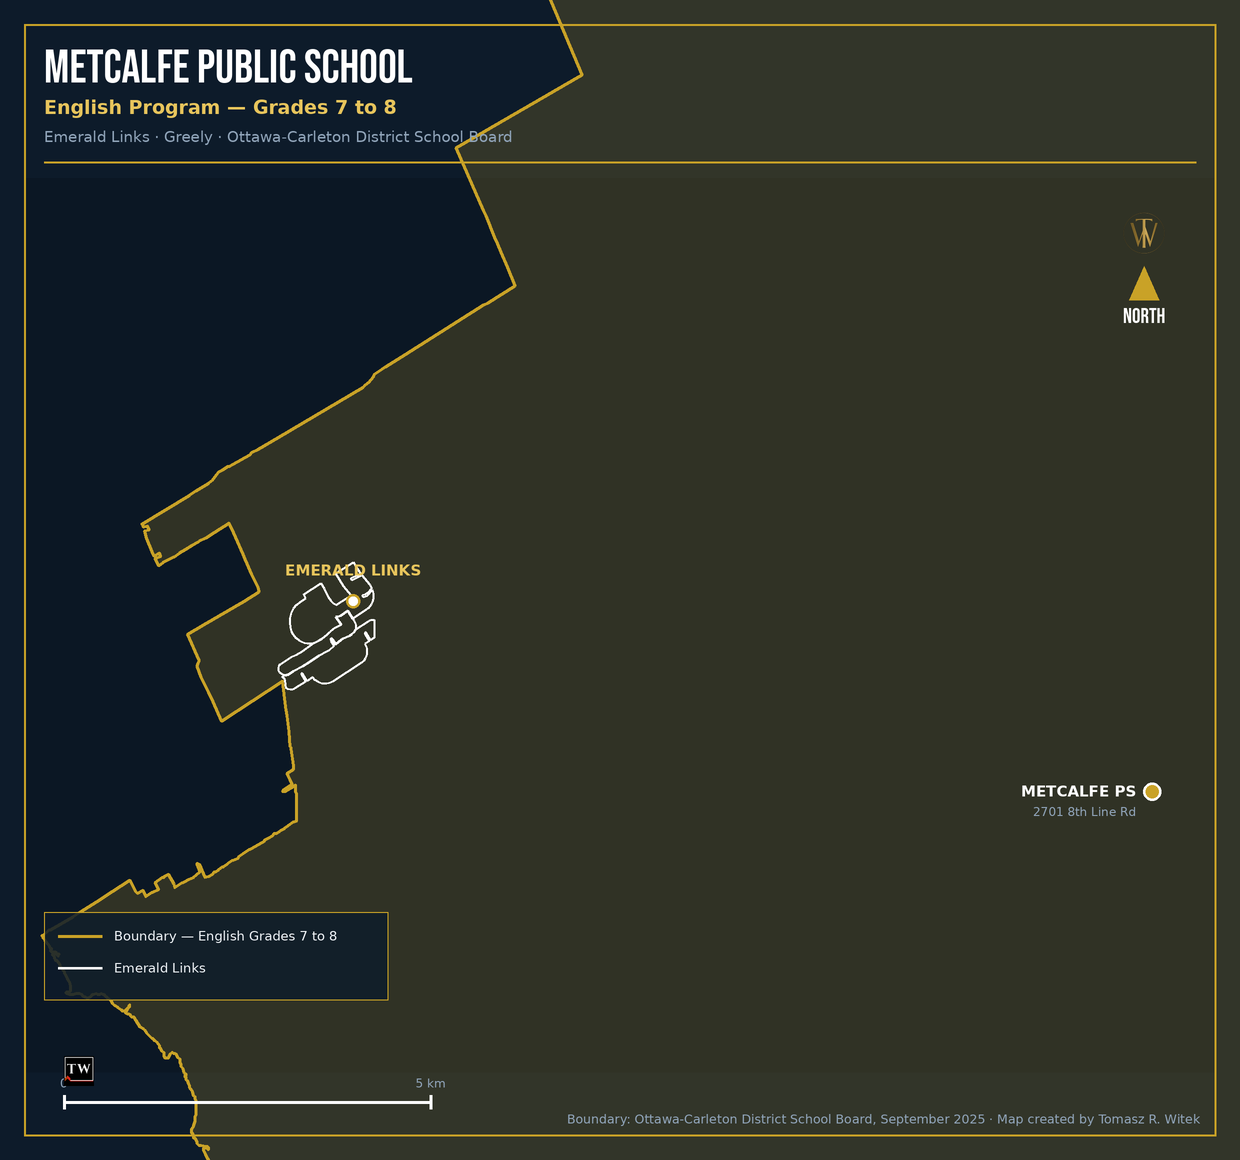 METCALFE PUBLIC SCHOOL
English Program — Grades 7 to 8
Emerald Links · Greely · Ottawa-Carleton District School Board
TW
NORTH
EMERALD LINKS
METCALFE PS
2701 8th Line Rd
Boundary — English Grades 7 to 8
Emerald Links
TW
0 5 km
Boundary: Ottawa-Carleton District School Board, September 2025 · Map created by Tomasz R. Witek